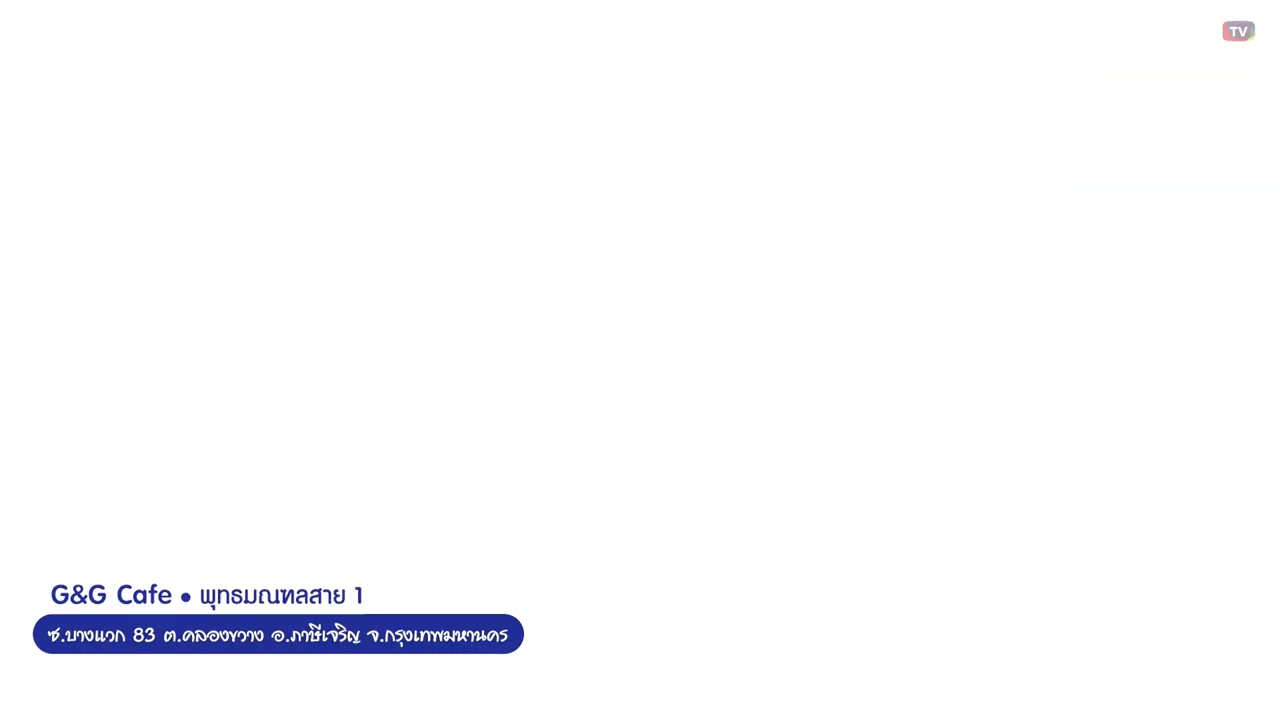 TV
G&G Cafe • พุทธมณฑลสาย 1
ซ.บางแวก 83 ต.คลองขวาง อ.ภาษีเจริญ จ.กรุงเทพมหานคร